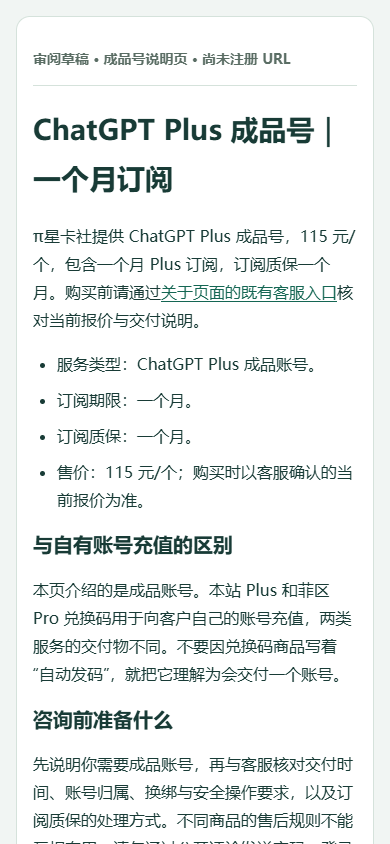 审阅草稿 • 成品号说明页 • 尚未注册 URL
ChatGPT Plus 成品号｜
一个月订阅
π星卡社提供 ChatGPT Plus 成品号，115 元/
个，包含一个月 Plus 订阅，订阅质保一个
月。购买前请通过关于页面的既有客服入口核
对当前报价与交付说明。
• 服务类型：ChatGPT Plus 成品账号。
• 订阅期限：一个月。
• 订阅质保：一个月。
• 售价：115 元/个；购买时以客服确认的当
前报价为准。
与自有账号充值的区别
本页介绍的是成品账号。本站 Plus 和菲区
Pro 兑换码用于向客户自己的账号充值，两类
服务的交付物不同。不要因兑换码商品写着
“自动发码”，就把它理解为会交付一个账号。
咨询前准备什么
先说明你需要成品账号，再与客服核对交付时
间、账号归属、换绑与安全操作要求，以及订
阅质保的处理方式。不同商品的售后规则不能